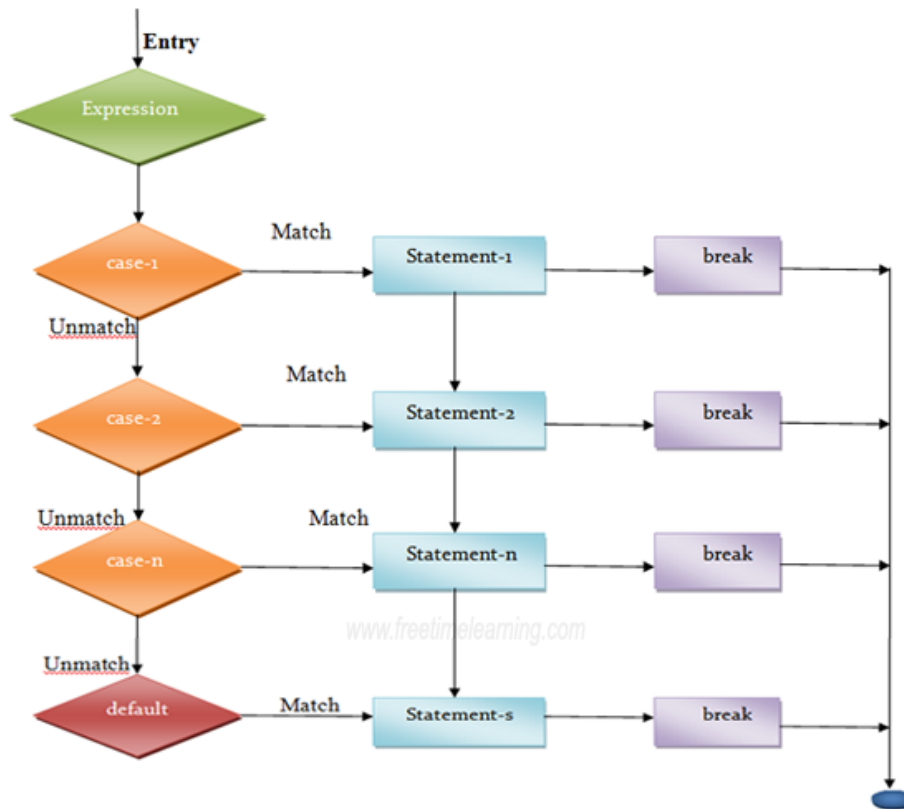 Entry
Expression
Match
case-1
Statement-1
break
Unmatch
Match
case-2
Statement-2
break
Unmatch
Match
case-n
Statement-n
break
www.freetimelearning.com
Unmatch
default
Match
Statement-s
break